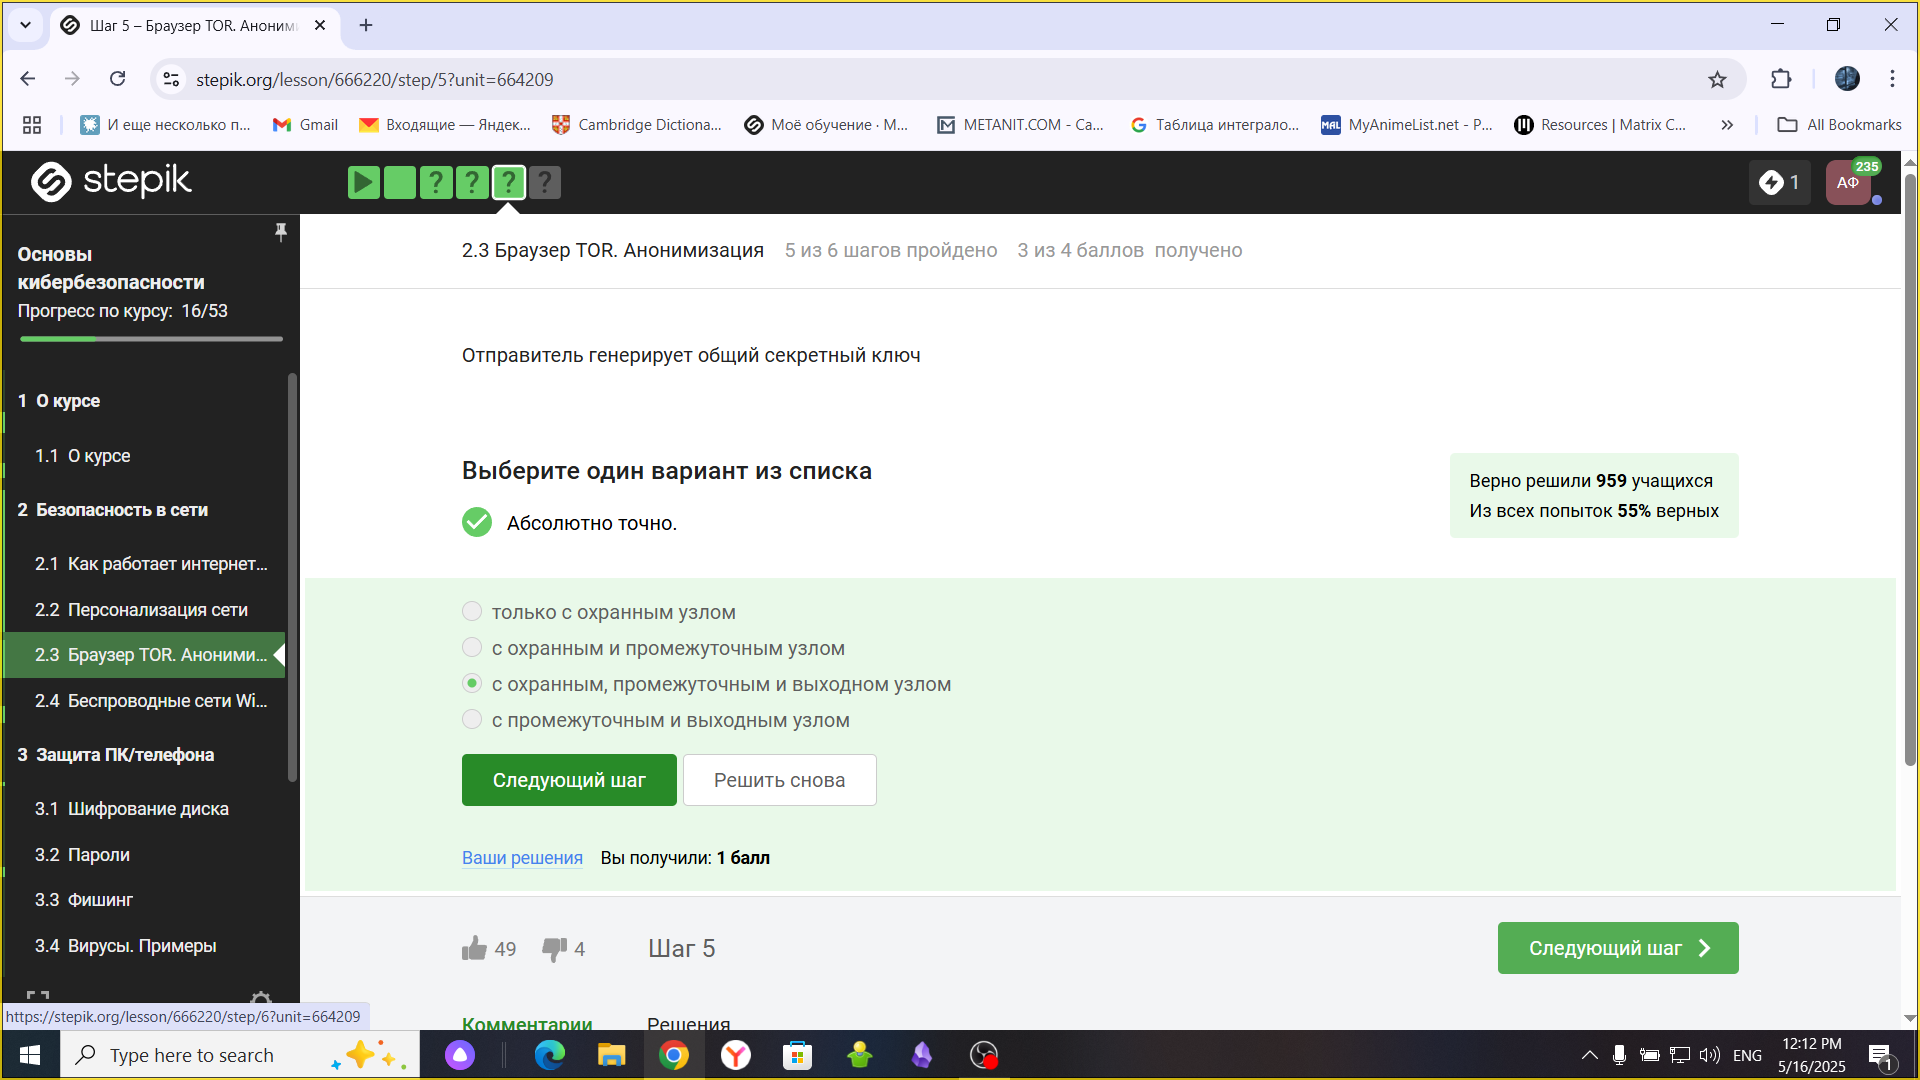 Шаг 5 – Браузер TOR. Аноними
stepik.org/lesson/666220/step/5?unit=664209
И еще несколько п...
Gmail
Входящие — Яндек...
Cambridge Dictiona...
Моё обучение · M...
METANIT.COM - Ca...
Таблица интеграло...
MAL
MyAnimeList.net - P...
Resources | Matrix C...
All Bookmarks
stepik
? ? ? ?
1
АФ
235
Основы
кибербезопасности
Прогресс по курсу: 16/53
1 О курсе
1.1 О курсе
2 Безопасность в сети
2.1 Как работает интернет...
2.2 Персонализация сети
2.3 Браузер TOR. Аноними...
2.4 Беспроводные сети Wi...
3 Защита ПК/телефона
3.1 Шифрование диска
3.2 Пароли
3.3 Фишинг
3.4 Вирусы. Примеры
2.3 Браузер TOR. Анонимизация 5 из 6 шагов пройдено 3 из 4 баллов получено
Отправитель генерирует общий секретный ключ
Выберите один вариант из списка
Абсолютно точно.
Верно решили 959 учащихся
Из всех попыток 55% верных
только с охранным узлом
с охранным и промежуточным узлом
с охранным, промежуточным и выходном узлом
с промежуточным и выходным узлом
Следующий шаг
Решить снова
Ваши решения Вы получили: 1 балл
49
4
Шаг 5
Следующий шаг
Комментарии
Решения
https://stepik.org/lesson/666220/step/6?unit=664209
Type here to search
ENG
12:12 PM
5/16/2025
1